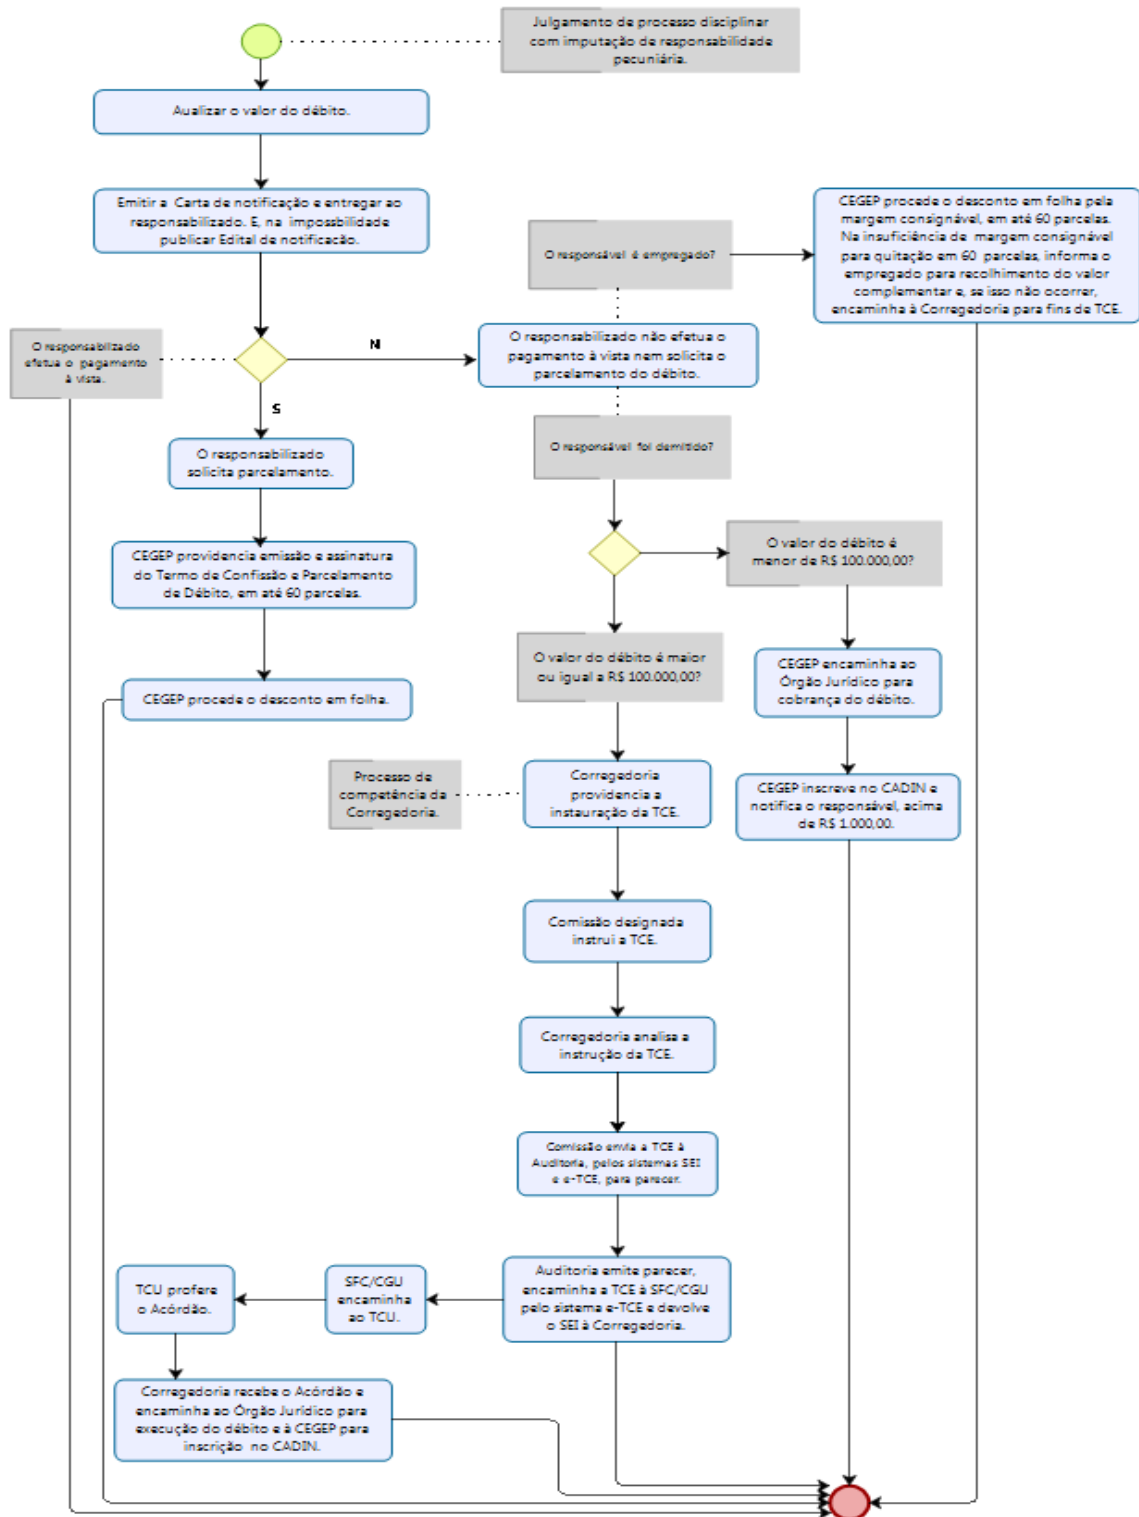 Julgamento de processo disciplinar
com imputação de responsabilidade
pecuniária.
Aualizar o valor do débito.
Emitir a Carta de notificação e entregar ao
responsabilizado. E, na impossbilidade
publicar Edital de notificacão.
CEGEP procede o desconto em folha pela
margem consignável, em até 60 parcelas.
Na insuficiência de margem consignável
para quitação em 60 parcelas, informa o
empregado para recolhimento do valor
complementar e, se isso não ocorrer,
encaminha à Corregedoria para fins de TCE.
O responsável é empregado?
O responsabilizado
efetua o pagamento
à vista.
N
O responsabilizado não efetua o
pagamento à vista nem solicita o
parcelamento do débito.
S
O responsável foi demitido?
O responsabilizado
solicita parcelamento.
O valor do débito é
menor de R$ 100.000,00?
CEGEP providencia emissão e assinatura
do Termo de Confissão e Parcelamento
de Débito, em até 60 parcelas.
O valor do débito é maior
ou igual a R$ 100.000,00?
CEGEP encaminha ao
Órgão Jurídico para
cobrança do débito.
CEGEP procede o desconto em folha.
Processo de
competência da
Corregedoria.
Corregedoria
providencia a
instauração da TCE.
CEGEP inscreve no CADIN e
notifica o responsável, acima
de R$ 1.000,00.
Comissão designada
instrui a TCE.
Corregedoria analisa a
instrução da TCE.
Comissão envia a TCE à
Auditoria, pelos sistemas SEI
e e-TCE, para parecer.
Auditoria emite parecer,
encaminha a TCE à SFC/CGU
pelo sistema e-TCE e devolve
o SEI à Corregedoria.
SFC/CGU
encaminha
ao TCU.
TCU profere
o Acórdão.
Corregedoria recebe o Acórdão e
encaminha ao Órgão Jurídico para
execução do débito e à CEGEP para
inscrição no CADIN.